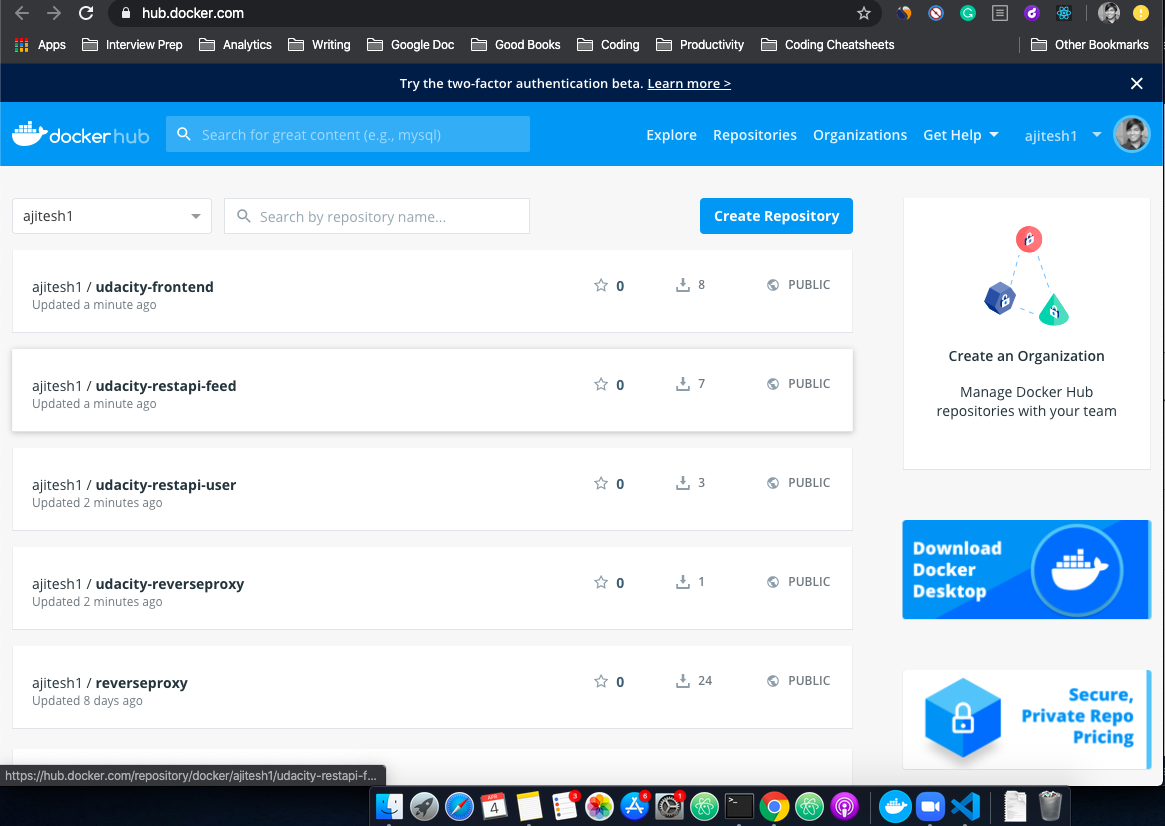 hub.docker.com
Apps Interview Prep Analytics Writing Google Doc Good Books Coding Productivity Coding Cheatsheets Other Bookmarks
Try the two-factor authentication beta. Learn more >
docker hub Search for great content (e.g., mysql) Explore Repositories Organizations Get Help ajitesh1
ajitesh1 Search by repository name... Create Repository
ajitesh1 / udacity-frontend 0 8 PUBLIC
Updated a minute ago
ajitesh1 / udacity-restapi-feed 0 7 PUBLIC
Updated a minute ago
ajitesh1 / udacity-restapi-user 0 3 PUBLIC
Updated 2 minutes ago
ajitesh1 / udacity-reverseproxy 0 1 PUBLIC
Updated 2 minutes ago
ajitesh1 / reverseproxy 0 24 PUBLIC
Updated 8 days ago
Create an Organization
Manage Docker Hub
repositories with your team
Download
Docker
Desktop
Secure,
Private Repo
Pricing
https://hub.docker.com/repository/docker/ajitesh1/udacity-restapi-f...
APR
4
3
6
1